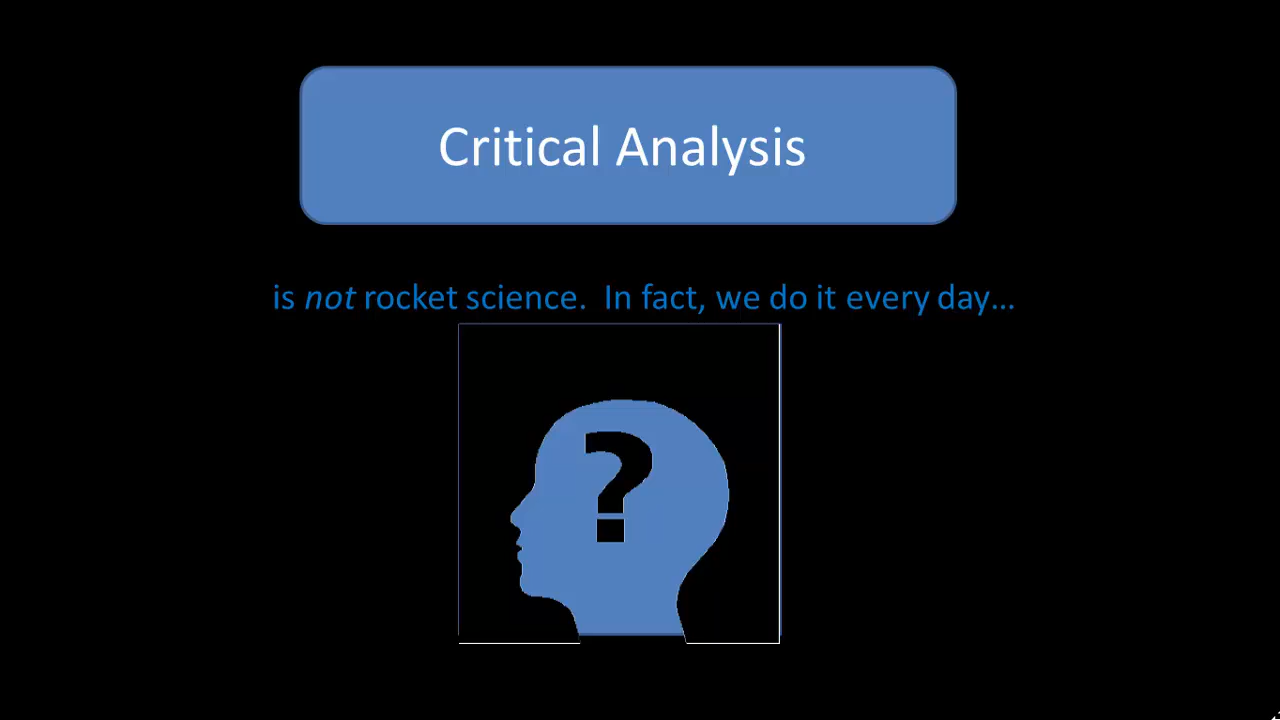 Critical Analysis
is not rocket science.  In fact, we do it every day…
?